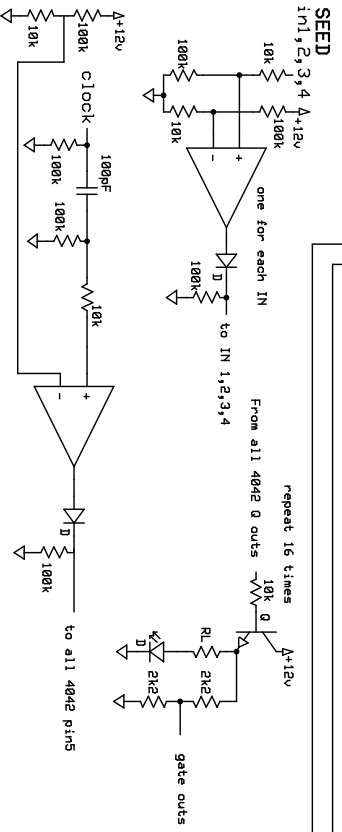 SEED
in1,2,3,4
10k
+12v
100k
100k
10k
+
-
one for each IN
D
100k
to IN 1,2,3,4
repeat 16 times
From all 4042 Q outs
10k
Q
+12v
RL
D
2k2
2k2
gate outs
+12v
100k
10k
clock
100k
100pF
100k
10k
+
-
D
100k
to all 4042 pin5